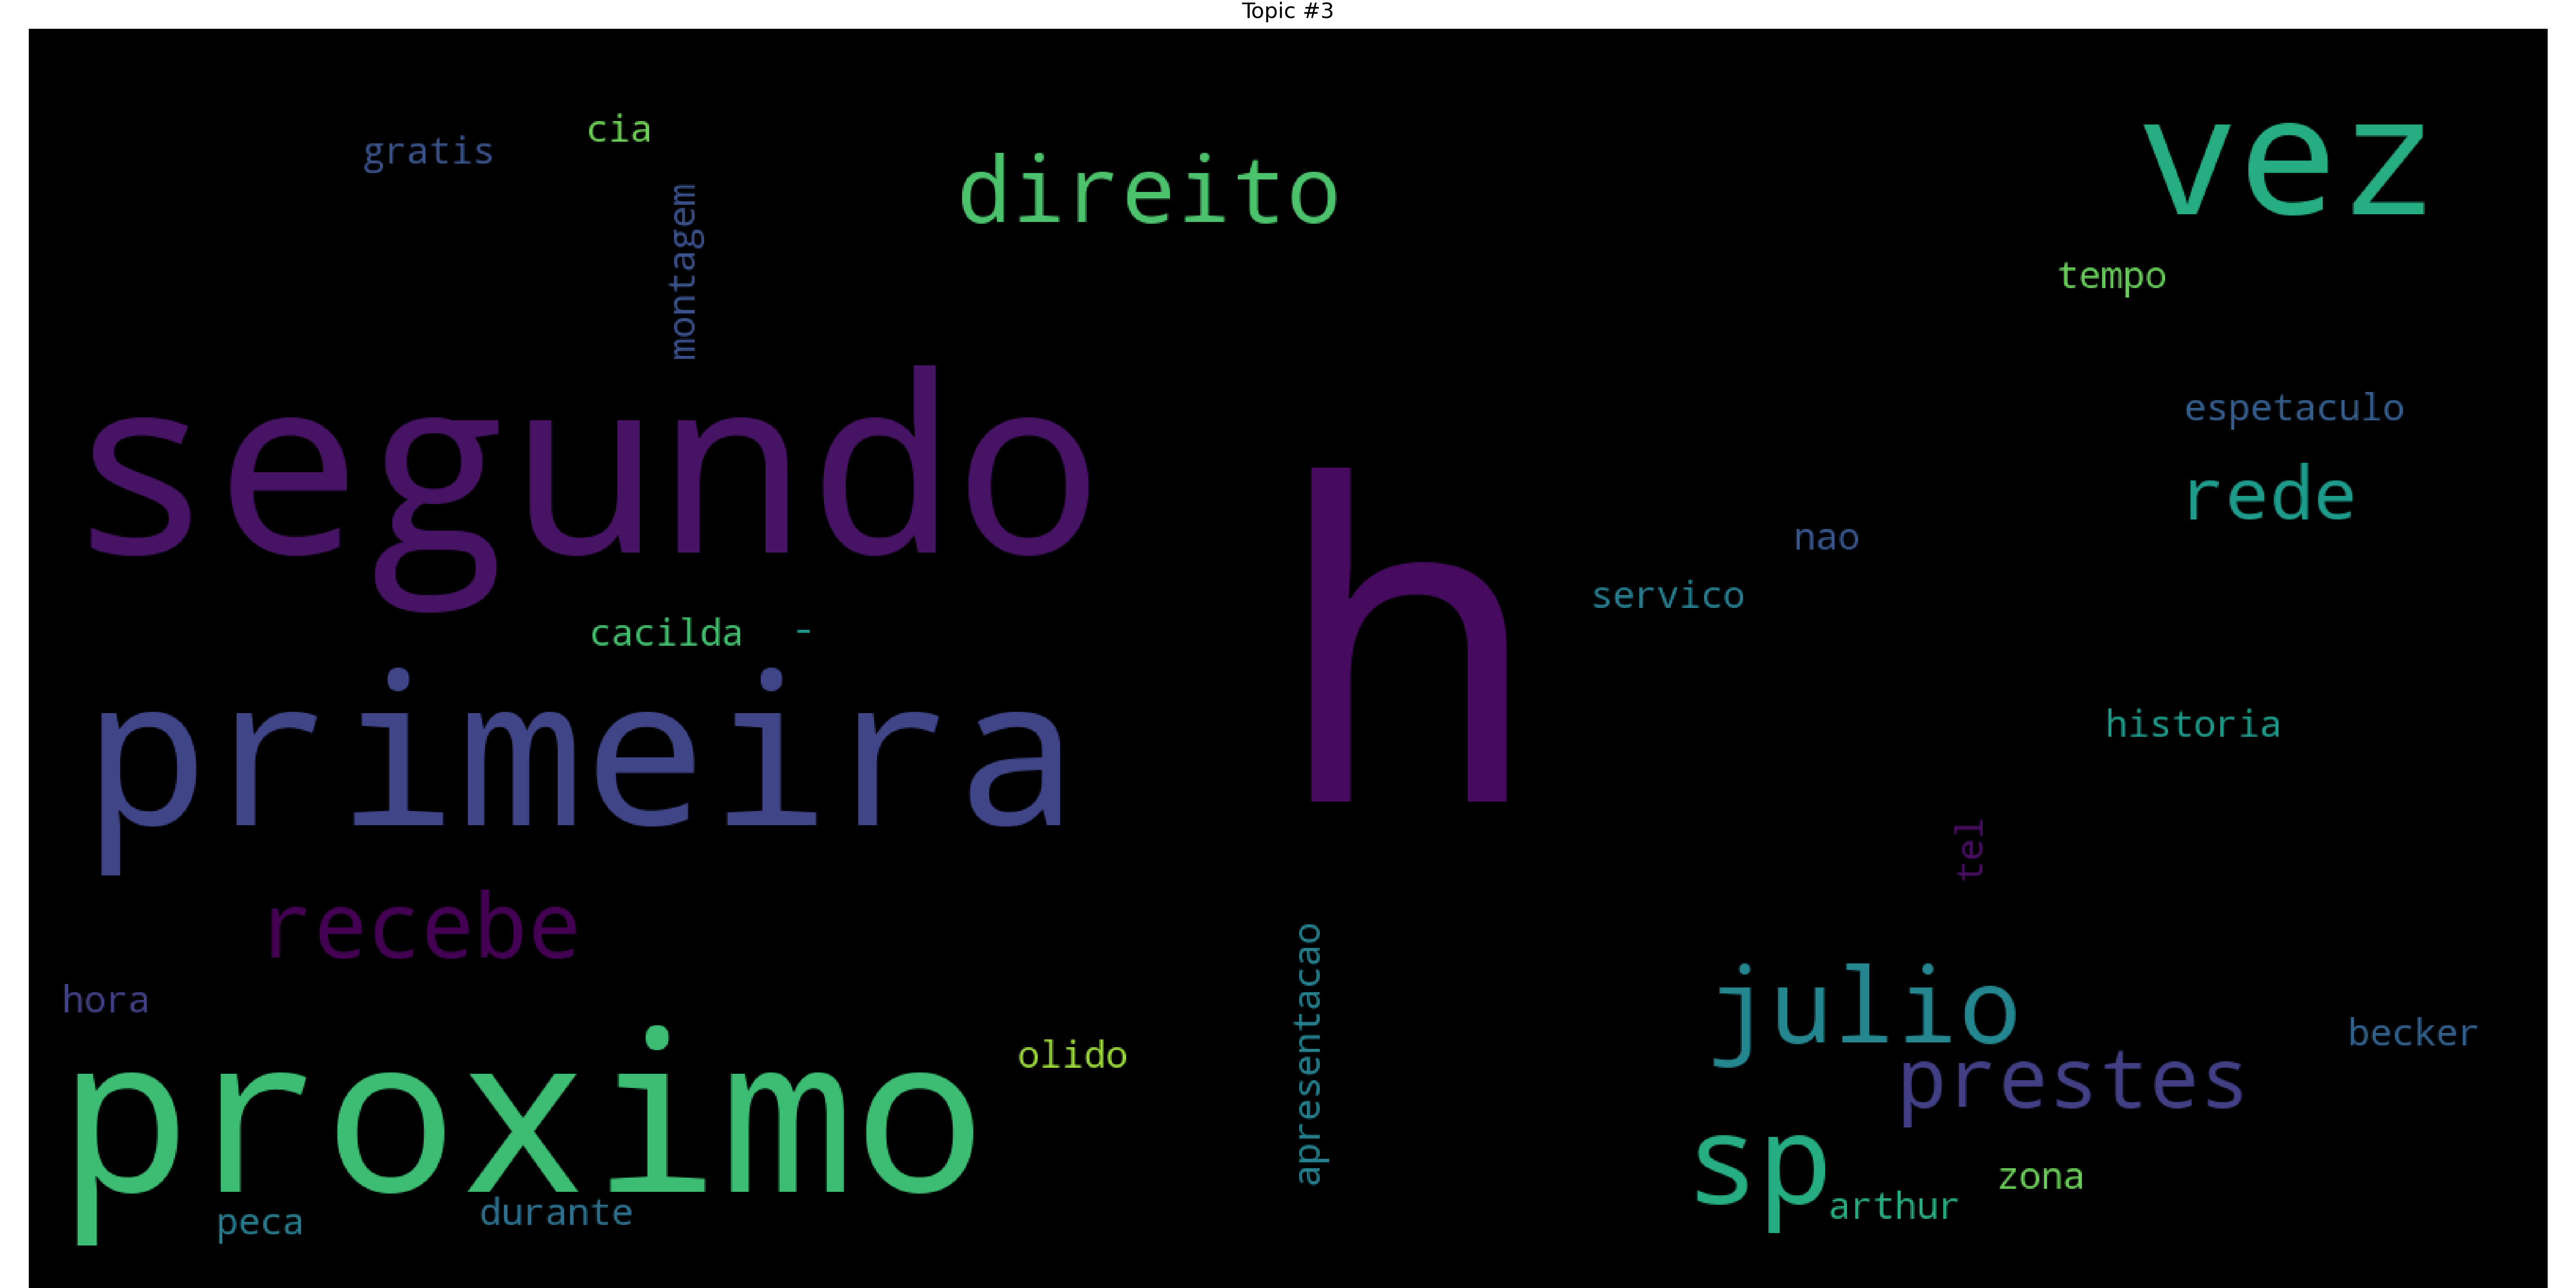 Topic #3
cia
gratis
direito
vez
montagem
tempo
espetaculo
segundo
rede
h
nao
servico
cacilda -
primeira
historia
tel
recebe
hora
julio
becker
olido
prestes
apresentacao
proximo
sp
zona
arthur
durante
peca